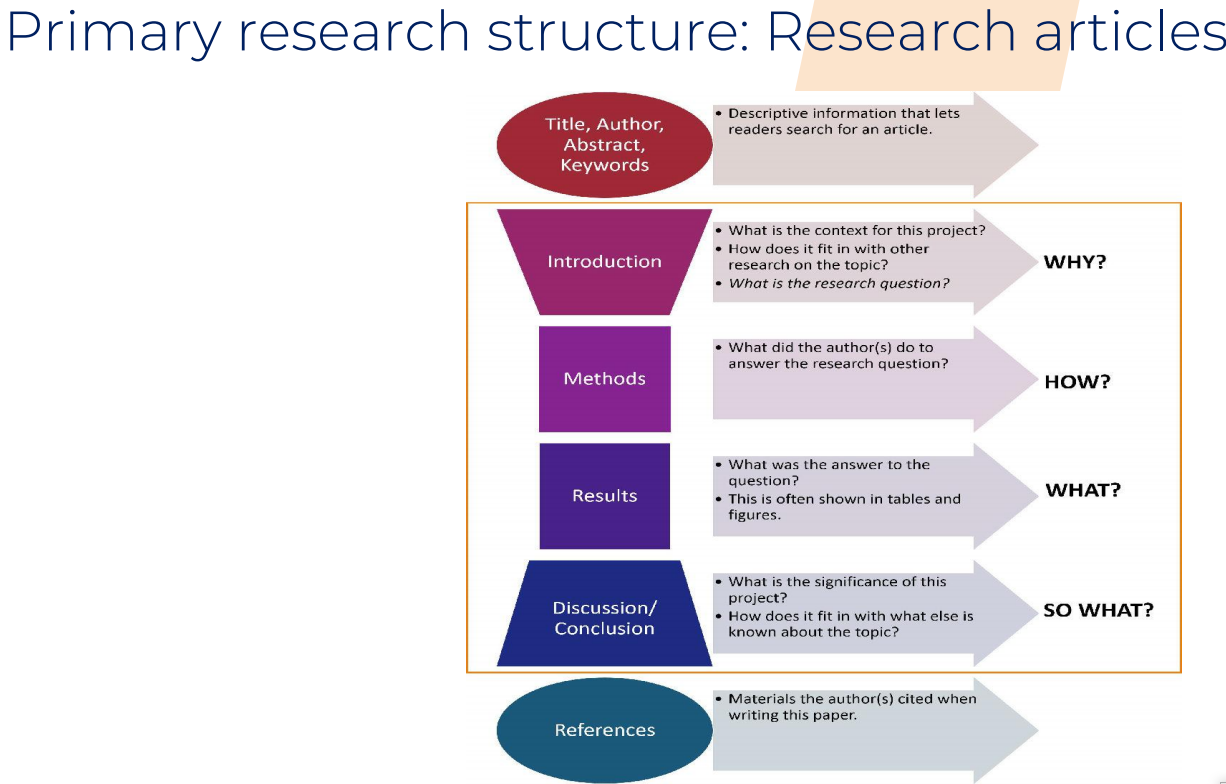 Primary research structure: Research articles
Title, Author,
Abstract,
Keywords
• Descriptive information that lets
readers search for an article.
Introduction
• What is the context for this project?
• How does it fit in with other
research on the topic?
• What is the research question?
WHY?
Methods
• What did the author(s) do to
answer the research question?
HOW?
Results
• What was the answer to the
question?
• This is often shown in tables and
figures.
WHAT?
Discussion/
Conclusion
• What is the significance of this
project?
• How does it fit in with what else is
known about the topic?
SO WHAT?
References
• Materials the author(s) cited when
writing this paper.